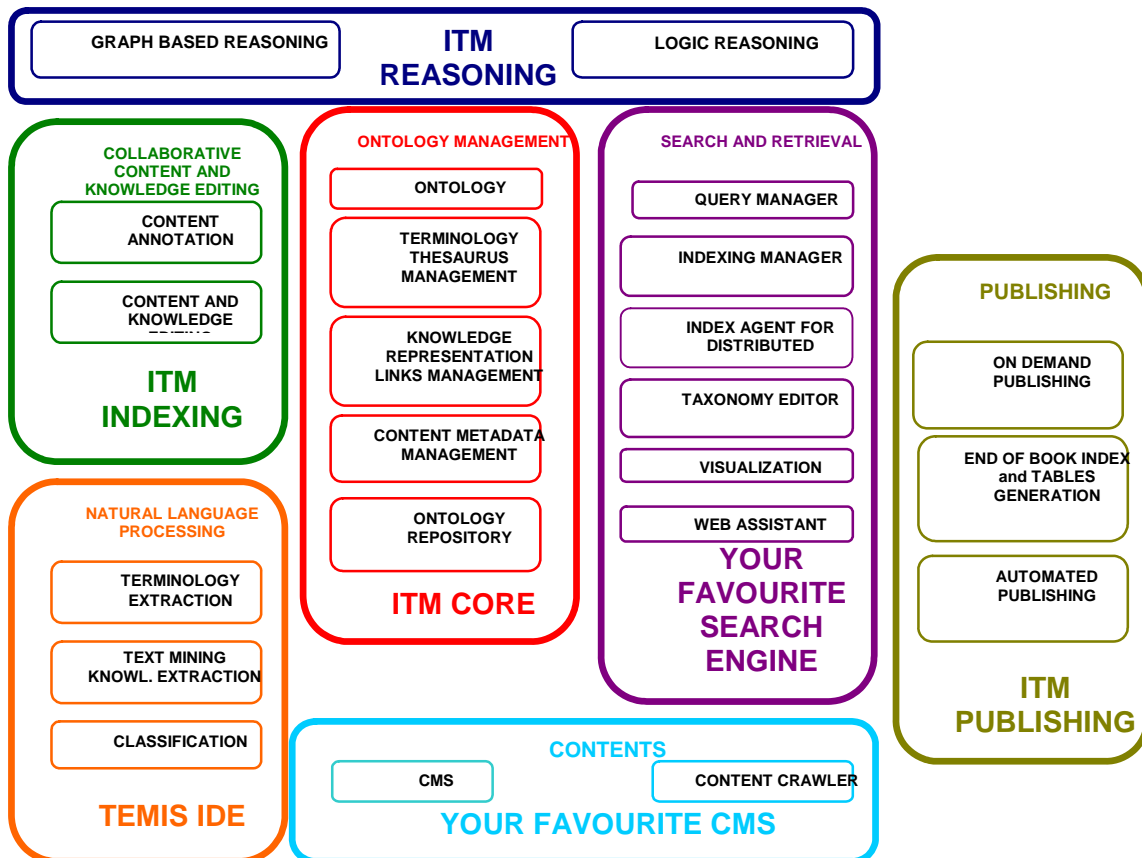 GRAPH BASED REASONING
ITM
REASONING
LOGIC REASONING
COLLABORATIVE
CONTENT AND
KNOWLEDGE EDITING
CONTENT
ANNOTATION
CONTENT AND
KNOWLEDGE
EDITING
ITM
INDEXING
ONTOLOGY MANAGEMENT
ONTOLOGY
TERMINOLOGY
THESAURUS
MANAGEMENT
KNOWLEDGE
REPRESENTATION
LINKS MANAGEMENT
CONTENT METADATA
MANAGEMENT
ONTOLOGY
REPOSITORY
ITM CORE
SEARCH AND RETRIEVAL
QUERY MANAGER
INDEXING MANAGER
INDEX AGENT FOR
DISTRIBUTED
TAXONOMY EDITOR
VISUALIZATION
WEB ASSISTANT
YOUR
FAVOURITE
SEARCH
ENGINE
PUBLISHING
ON DEMAND
PUBLISHING
END OF BOOK INDEX
and TABLES
GENERATION
AUTOMATED
PUBLISHING
ITM
PUBLISHING
NATURAL LANGUAGE
PROCESSING
TERMINOLOGY
EXTRACTION
TEXT MINING
KNOWL. EXTRACTION
CLASSIFICATION
TEMIS IDE
CONTENTS
CMS
CONTENT CRAWLER
YOUR FAVOURITE CMS